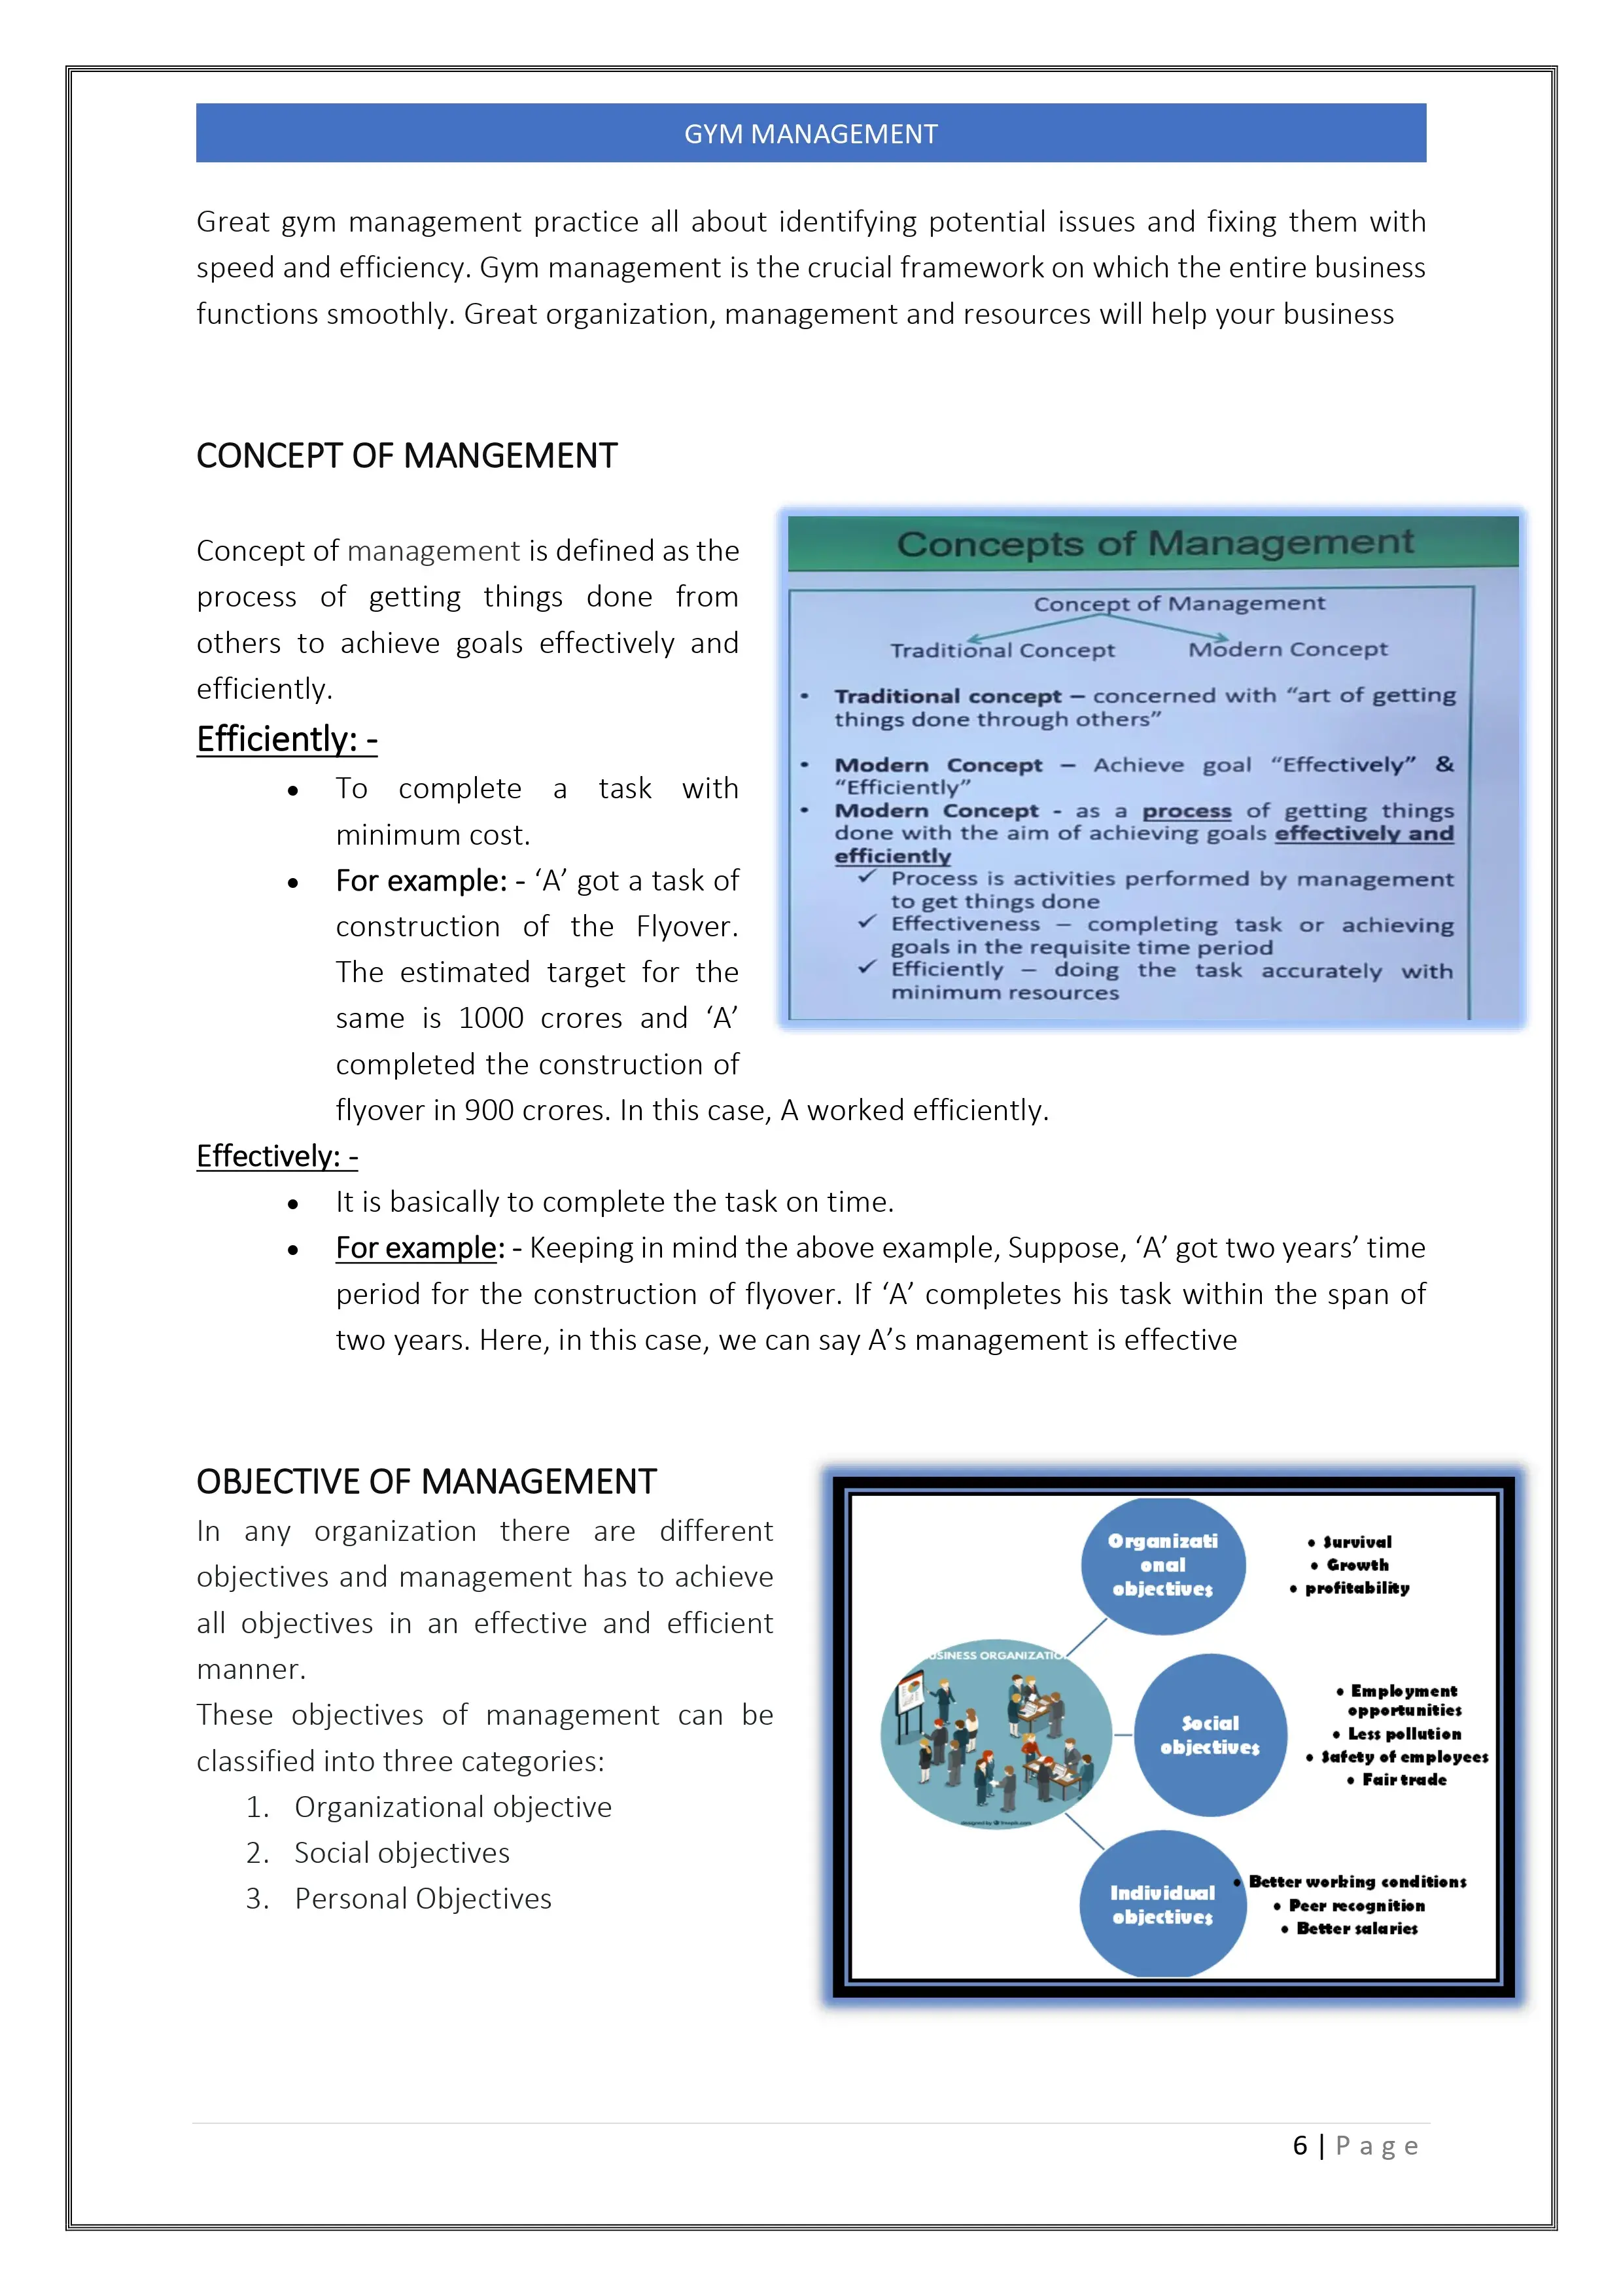 GYM MANAGEMENT
Great gym management practice all about identifying potential issues and fixing them with
speed and efficiency. Gym management is the crucial framework on which the entire business
functions smoothly. Great organization, management and resources will help your business
CONCEPT OF MANGEMENT
Concept of management is defined as the
process of getting things done from
others to achieve goals effectively and
efficiently.
Efficiently: -
• To complete a task with
minimum cost.
• For example: - ‘A’ got a task of
construction of the Flyover.
The estimated target for the
same is 1000 crores and ‘A’
completed the construction of
flyover in 900 crores. In this case, A worked efficiently.
Concepts of Management
Concept of Management
Traditional Concept Modern Concept
• Traditional concept – concerned with “art of getting
things done through others”
• Modern Concept – Achieve goal “Effectively” &
“Efficiently”
• Modern Concept - as a process of getting things
done with the aim of achieving goals effectively and
efficiently
✓ Process is activities performed by management
to get things done
✓ Effectiveness – completing task or achieving
goals in the requisite time period
✓ Efficiently – doing the task accurately with
minimum resources
Effectively: -
• It is basically to complete the task on time.
• For example: - Keeping in mind the above example, Suppose, ‘A’ got two years’ time
period for the construction of flyover. If ‘A’ completes his task within the span of
two years. Here, in this case, we can say A’s management is effective
OBJECTIVE OF MANAGEMENT
In any organization there are different
objectives and management has to achieve
all objectives in an effective and efficient
manner.
These objectives of management can be
classified into three categories:
1. Organizational objective
2. Social objectives
3. Personal Objectives
USINESS ORGANIZATIO
designed by freepik.com
Organizati
onal
objectives
• Survival
• Growth
• profitability
Social
objectives
• Employment
opportunities
• Less pollution
• Safety of employees
• Fair trade
Individual
objectives
• Better working conditions
• Peer recognition
• Better salaries
6 | Page